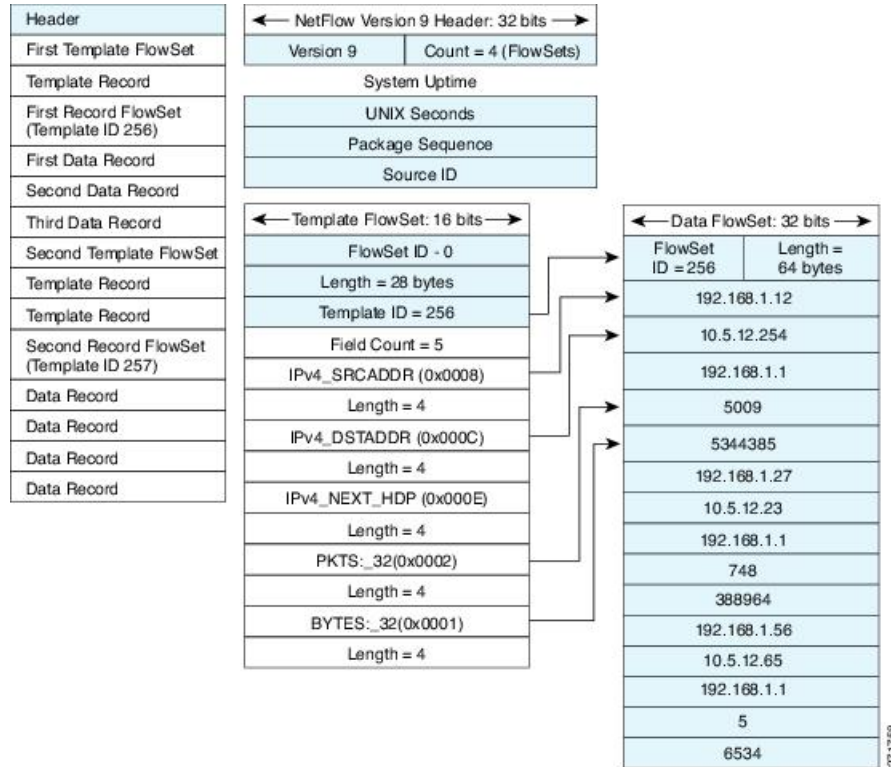 Header
First Template FlowSet
Template Record
First Record FlowSet
(Template ID 256)
First Data Record
Second Data Record
Third Data Record
Second Template FlowSet
Template Record
Template Record
Second Record FlowSet
(Template ID 257)
Data Record
Data Record
Data Record
Data Record
NetFlow Version 9 Header: 32 bits
Version 9
Count = 4 (FlowSets)
System Uptime
UNIX Seconds
Package Sequence
Source ID
Template FlowSet: 16 bits
FlowSet ID - 0
Length = 28 bytes
Template ID = 256
Field Count = 5
IPv4_SRCADDR (0x0008)
Length = 4
IPv4_DSTADDR (0x000C)
Length = 4
IPv4_NEXT_HDP (0x000E)
Length = 4
PKTS:_32(0x0002)
Length = 4
BYTES:_32(0x0001)
Length = 4
Data FlowSet: 32 bits
FlowSet
ID = 256
Length =
64 bytes
192.168.1.12
10.5.12.254
192.168.1.1
5009
5344385
192.168.1.27
10.5.12.23
192.168.1.1
748
388964
192.168.1.56
10.5.12.65
192.168.1.1
5
6534